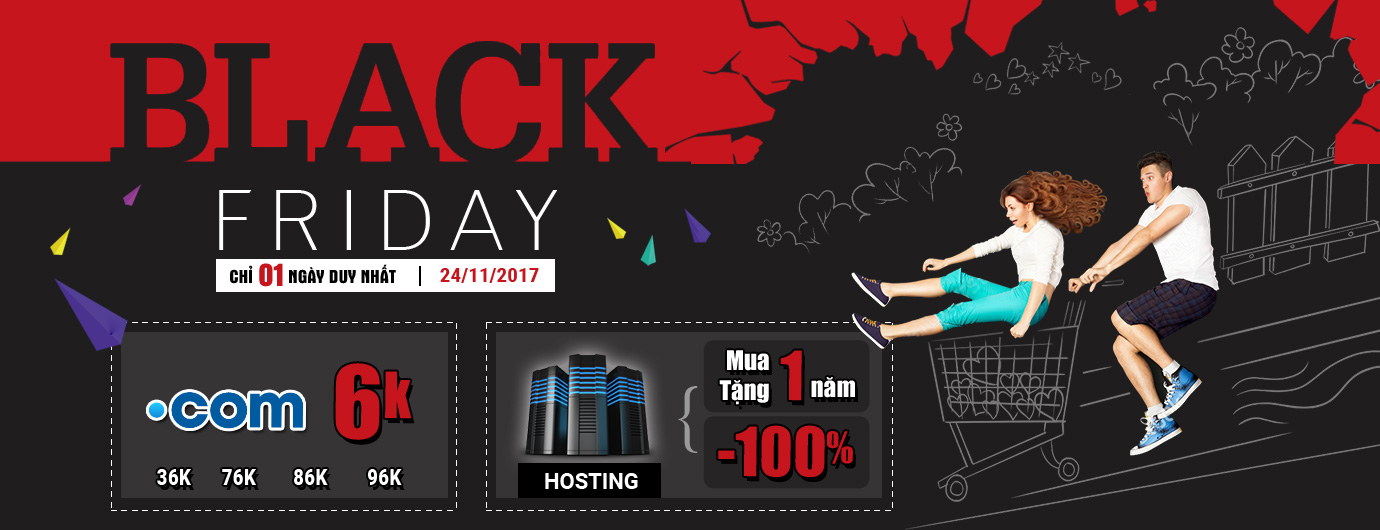 BLACK
FRIDAY
CHỈ 01 NGÀY DUY NHẤT | 24/11/2017
.com 6k
36K 76K 86K 96K
HOSTING
Mua 1 năm
Tặng
-100%